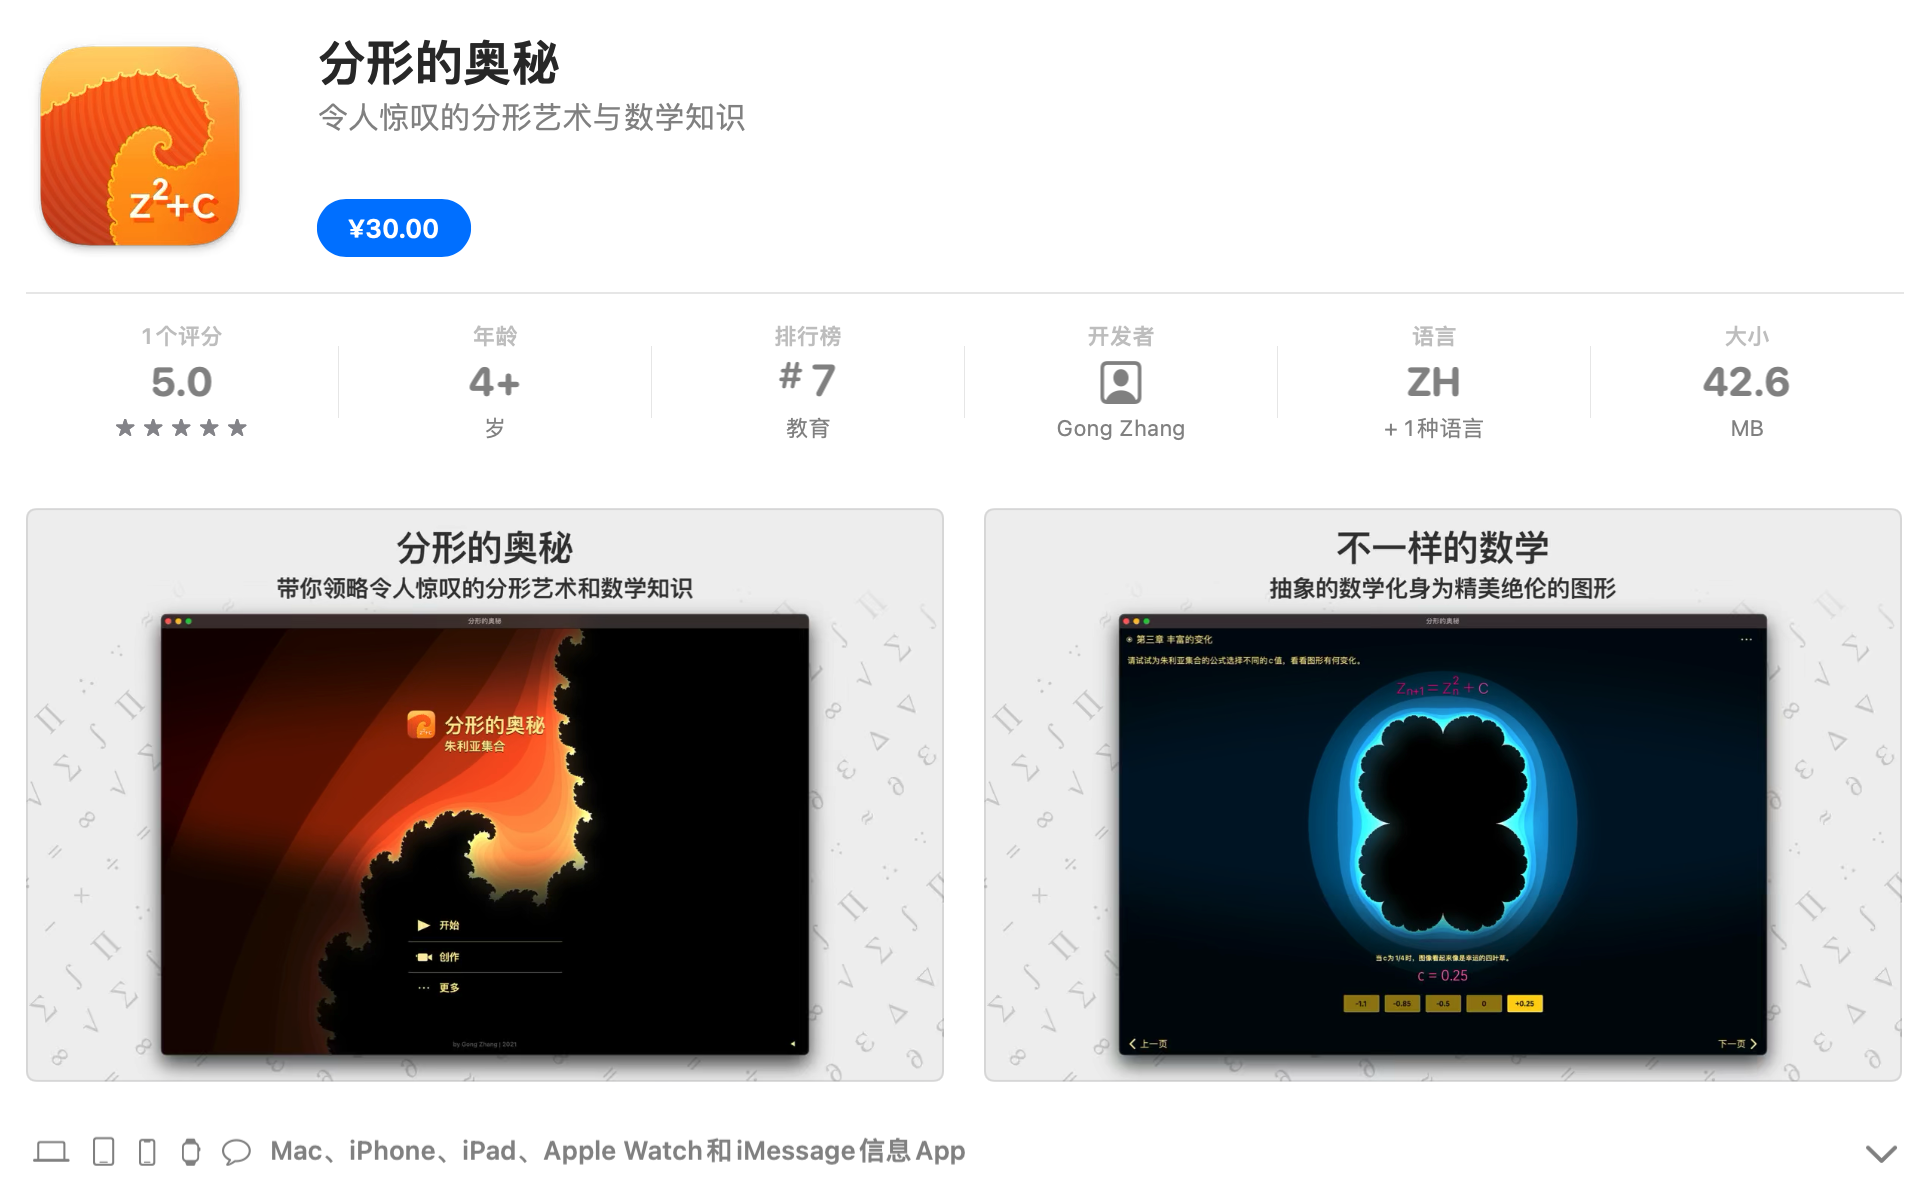 分形的奥秘
令人惊叹的分形艺术与数学知识
z²+c
¥30.00
1个评分
5.0
★★★★★
年龄
4+
岁
排行榜
#7
教育
开发者
Gong Zhang
语言
ZH
+ 1种语言
大小
42.6
MB
分形的奥秘
带你领略令人惊叹的分形艺术和数学知识
分形的奥秘
分形的奥秘
朱利亚集合
开始
创作
更多
by Gong Zhang | 2021
不一样的数学
抽象的数学化身为精美绝伦的图形
分形的奥秘
第三章 丰富的变化
请试试为朱利亚集合的公式选择不同的c值，看看图形有何变化。
Zₙ₊₁ = Zₙ² + C
当c为1/4时，图像看起来像是幸运的四叶草。
c = 0.25
-1.1 -0.85 -0.5 0 +0.25
上一页
下一页
Mac、iPhone、iPad、Apple Watch和iMessage信息App